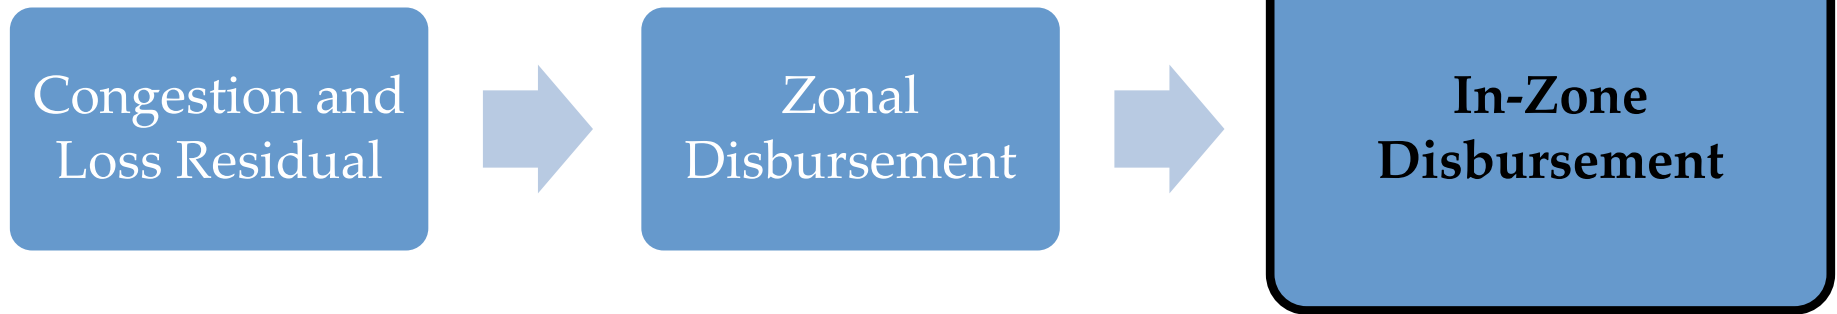 Congestion and
Loss Residual
Zonal
Disbursement
In-Zone
Disbursement